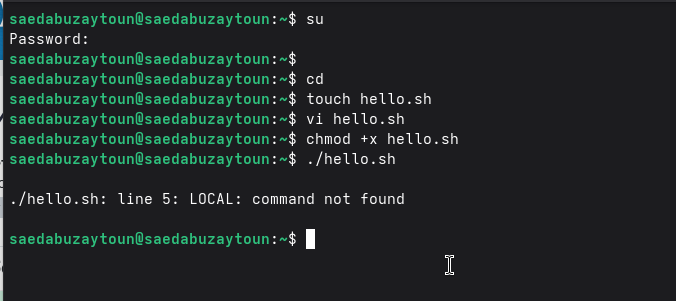 saedabuzaytoun@saedabuzaytoun:~$ su
Password:
saedabuzaytoun@saedabuzaytoun:~$
saedabuzaytoun@saedabuzaytoun:~$ cd
saedabuzaytoun@saedabuzaytoun:~$ touch hello.sh
saedabuzaytoun@saedabuzaytoun:~$ vi hello.sh
saedabuzaytoun@saedabuzaytoun:~$ chmod +x hello.sh
saedabuzaytoun@saedabuzaytoun:~$ ./hello.sh
./hello.sh: line 5: LOCAL: command not found
saedabuzaytoun@saedabuzaytoun:~$